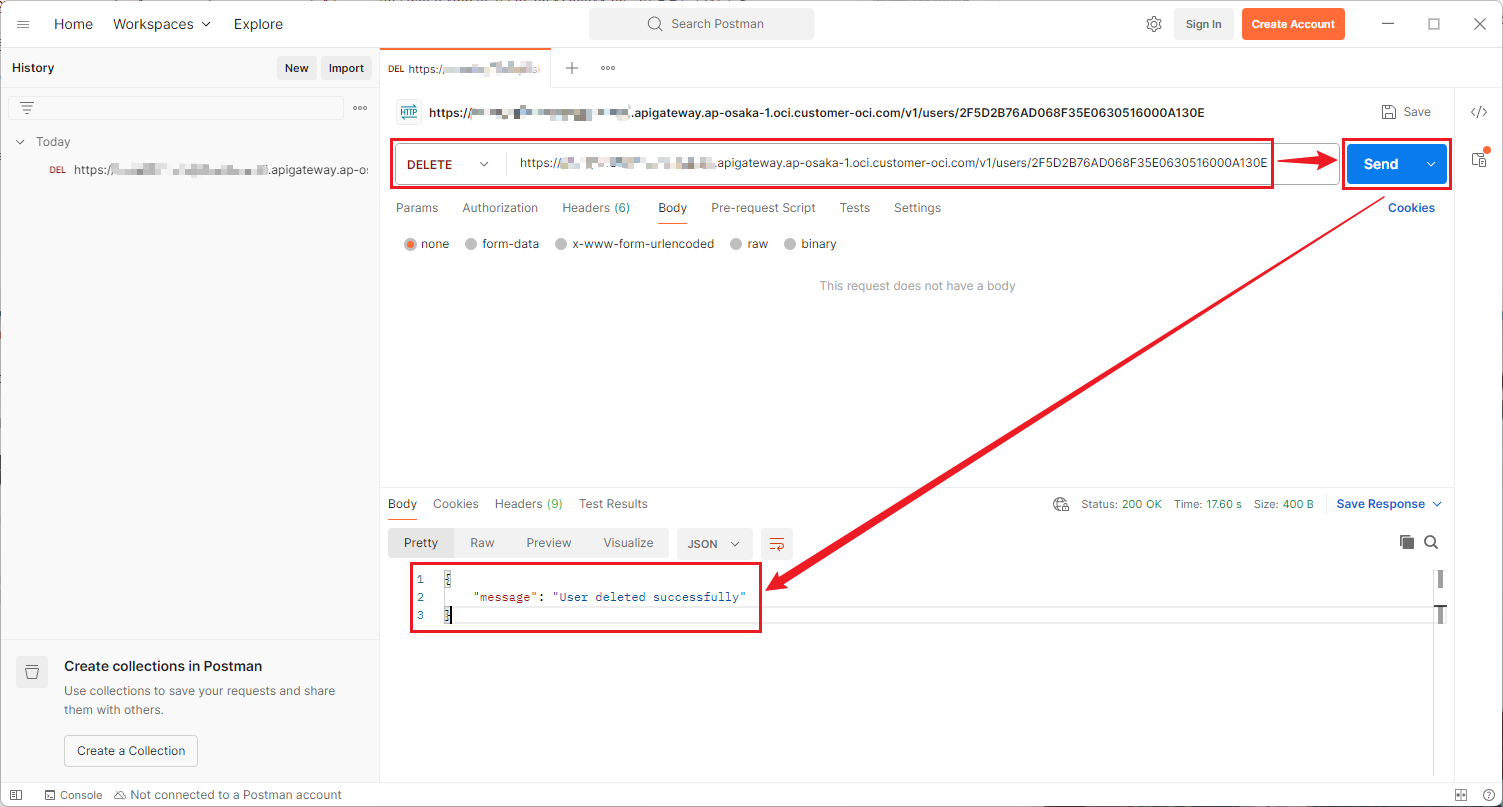 Home Workspaces Explore Search Postman Sign In Create Account
History New Import
DEL https://
https:// .apigateway.ap-osaka-1.oci.customer-oci.com/v1/users/2F5D2B76AD068F35E0630516000A130E Save
HTTP
Today
DEL https:// .apigateway.ap-os
DELETE https:// .apigateway.ap-osaka-1.oci.customer-oci.com/v1/users/2F5D2B76AD068F35E0630516000A130E Send
Params Authorization Headers (6) Body Pre-request Script Tests Settings Cookies
none form-data x-www-form-urlencoded raw binary
This request does not have a body
Body Cookies Headers (9) Test Results Status: 200 OK Time: 17.60 s Size: 400 B Save Response
Pretty Raw Preview Visualize JSON
1 {
2 "message": "User deleted successfully"
3 }
Create collections in Postman
Use collections to save your requests and share
them with others.
Create a Collection
Console Not connected to a Postman account